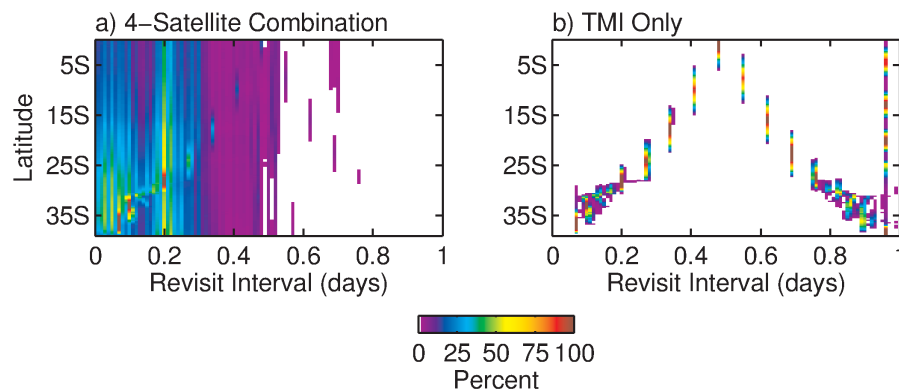 a) 4−Satellite Combination
b) TMI Only
Latitude
5S
15S
25S
35S
0 0.2 0.4 0.6 0.8 1
Revisit Interval (days)
5S
15S
25S
35S
0 0.2 0.4 0.6 0.8 1
Revisit Interval (days)
0 25 50 75 100
Percent